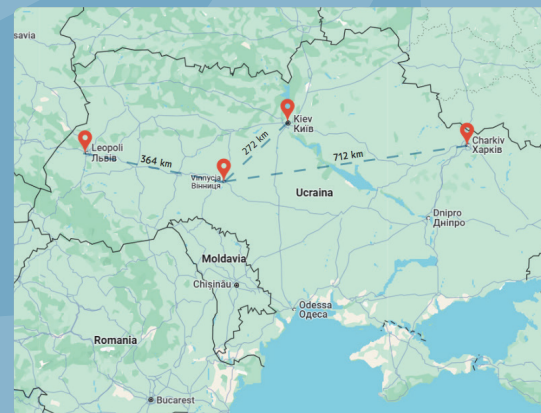 savia
Kiev
Київ
Leopoli
Львів
Charkiv
Харків
364 km
272 km
712 km
Vinnycja
Вінниця
Ucraina
Dnipro
Дніпро
Moldavia
Chișinău
Odessa
Одеса
Romania
Bucarest